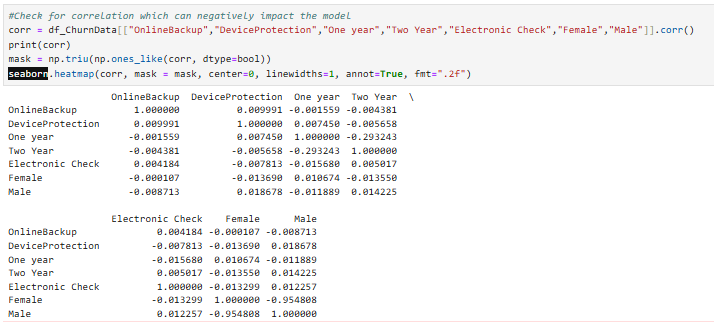 #Check for correlation which can negatively impact the model
corr = df_ChurnData[["OnlineBackup","DeviceProtection","One year","Two Year","Electronic Check","Female","Male"]].corr()
print(corr)
mask = np.triu(np.ones_like(corr, dtype=bool))
seaborn.heatmap(corr, mask = mask, center=0, linewidths=1, annot=True, fmt=".2f")
OnlineBackup DeviceProtection One year Two Year \
OnlineBackup 1.000000 0.009991 -0.001559 -0.004381
DeviceProtection 0.009991 1.000000 0.007450 -0.005658
One year -0.001559 0.007450 1.000000 -0.293243
Two Year -0.004381 -0.005658 -0.293243 1.000000
Electronic Check 0.004184 -0.007813 -0.015680 0.005017
Female -0.000107 -0.013690 0.010674 -0.013550
Male -0.008713 0.018678 -0.011889 0.014225
Electronic Check Female Male
OnlineBackup 0.004184 -0.000107 -0.008713
DeviceProtection -0.007813 -0.013690 0.018678
One year -0.015680 0.010674 -0.011889
Two Year 0.005017 -0.013550 0.014225
Electronic Check 1.000000 -0.013299 0.012257
Female -0.013299 1.000000 -0.954808
Male 0.012257 -0.954808 1.000000